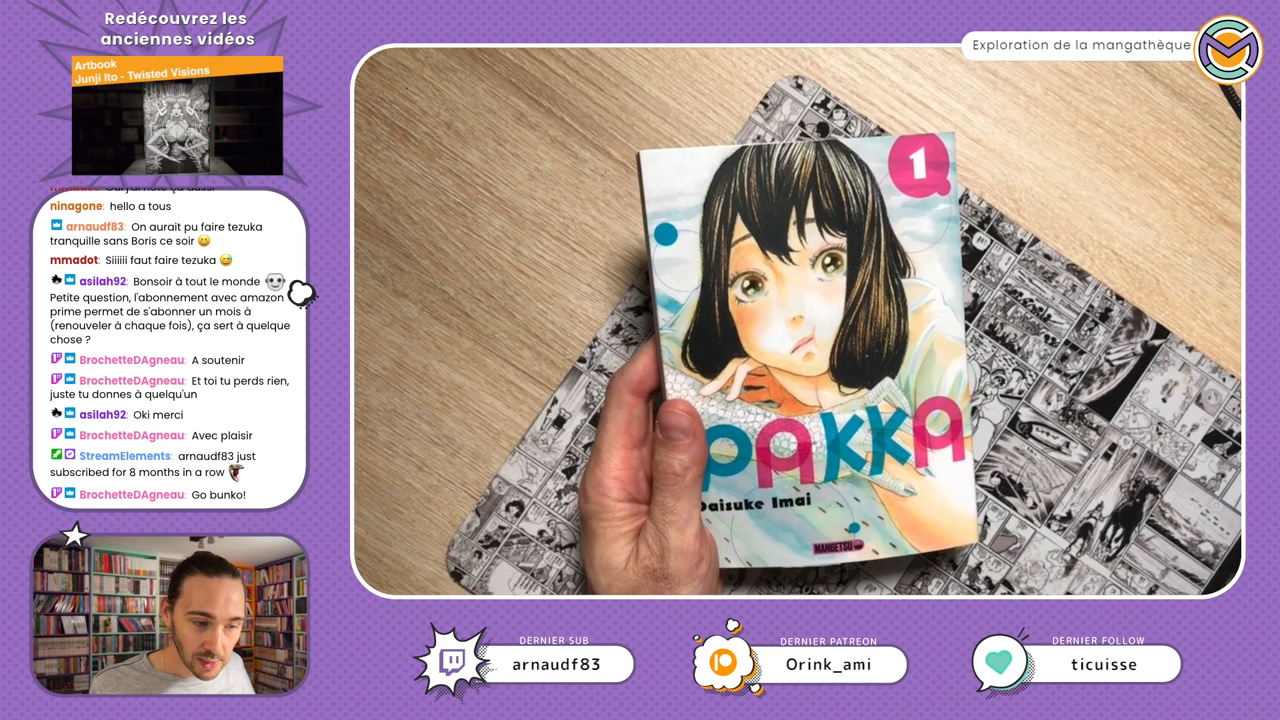 Redécouvrez les
anciennes vidéos
Artbook
Junji Ito - Twisted Visions
ninagone: hello a tous
arnaudf83: On aurait pu faire tezuka
tranquille sans Boris ce soir
mmadot: Siiiiii faut faire tezuka
asilah92: Bonsoir à tout le monde
Petite question, l'abonnement avec amazon
prime permet de s'abonner un mois à
(renouveler à chaque fois), ça sert à quelque
chose ?
BrochetteDAgneau: A soutenir
BrochetteDAgneau: Et toi tu perds rien,
juste tu donnes à quelqu'un
asilah92: Oki merci
BrochetteDAgneau: Avec plaisir
StreamElements: arnaudf83 just
subscribed for 8 months in a row
BrochetteDAgneau: Go bunko!
Exploration de la mangathèque
1
PAKKA
Daisuke Imai
MANGETSU
DERNIER SUB
arnaudf83
DERNIER PATREON
Orink_ami
DERNIER FOLLOW
ticuisse